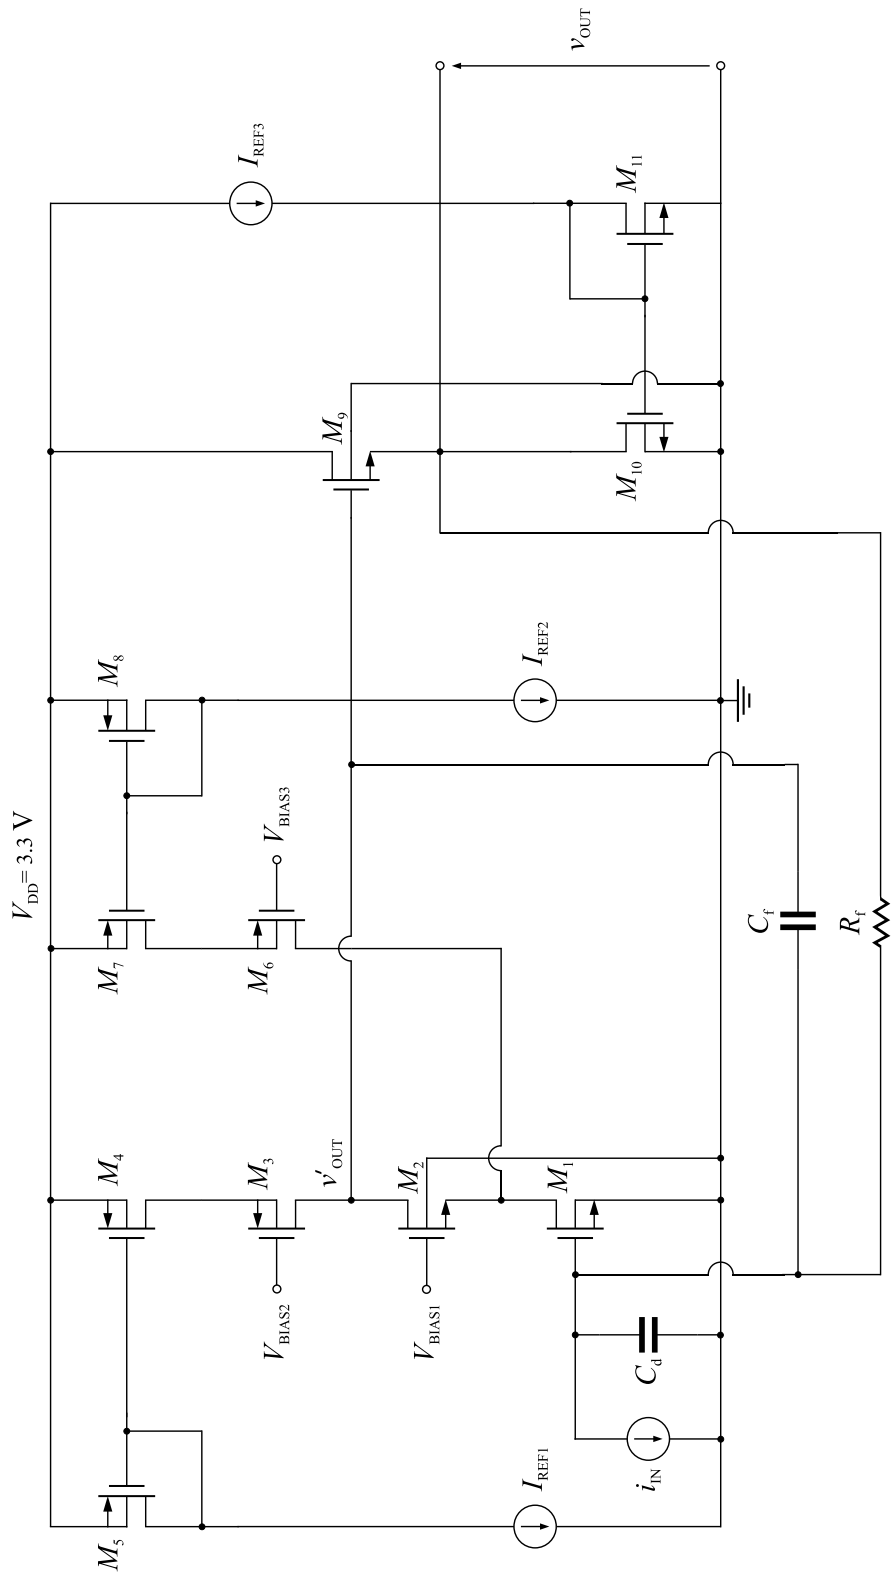 V_DD= 3.3 V
M_5
M_4
M_7
M_8
M_3
M_6
V_BIAS2
V_BIAS3
v'_OUT
M_9
I_REF3
V_BIAS1
M_2
I_REF1
I_REF2
M_1
M_10
M_11
v_OUT
i_IN
C_d
C_f
R_f